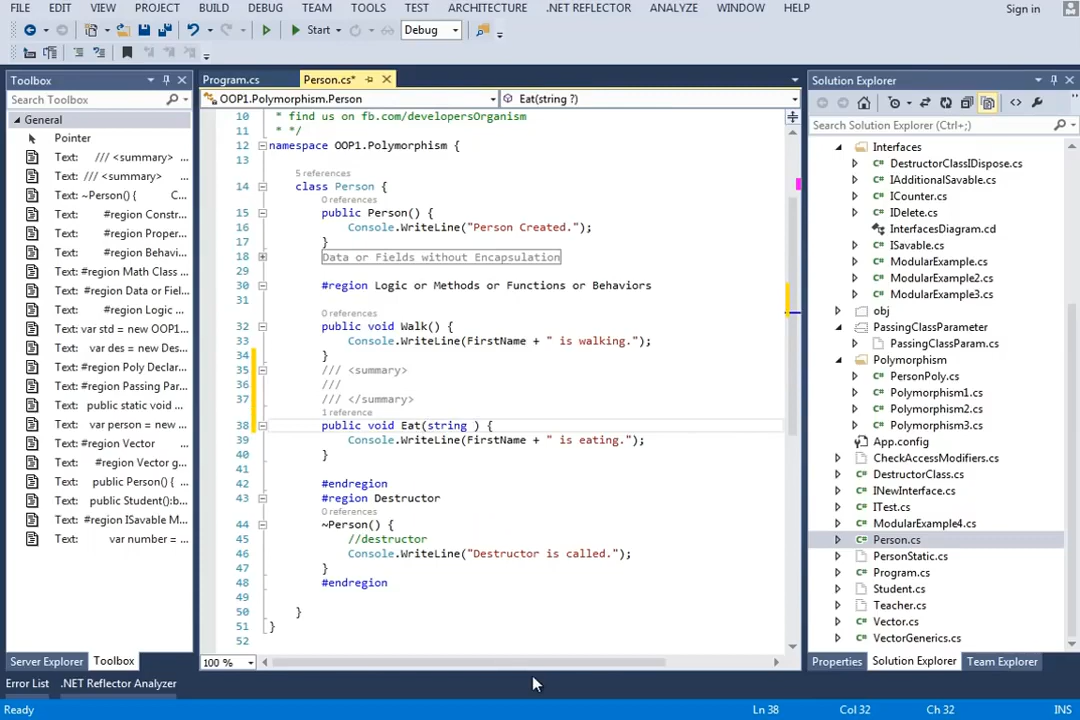 FILE EDIT VIEW PROJECT BUILD DEBUG TEAM TOOLS TEST ARCHITECTURE .NET REFLECTOR ANALYZE WINDOW HELP Sign in
Start Debug
Toolbox
Search Toolbox
General
Pointer
Text: /// <summary> ...
Text: /// <summary> ...
Text: ~Person() { C...
Text: #region Constr...
Text: #region Proper...
Text: #region Behavi...
Text: #region Math Class ...
Text: #region Data or Fiel...
Text: #region Logic ...
Text: var std = new OOP1...
Text: var des = new Des...
Text: #region Poly Declar...
Text: #region Passing Par...
Text: public static void ...
Text: var person = new ...
Text: #region Vector
Text: #region Vector g...
Text: public Person() { ...
Text: public Student():b...
Text: #region ISavable M...
Text: var number = ...
Server Explorer Toolbox
Program.cs Person.cs*
OOP1.Polymorphism.Person Eat(string ?)
10 * find us on fb.com/developersOrganism
11 * */
12 namespace OOP1.Polymorphism {
13
5 references
14 class Person {
0 references
15 public Person() {
16 Console.WriteLine("Person Created.");
17 }
18 Data or Fields without Encapsulation
29
30 #region Logic or Methods or Functions or Behaviors
31
0 references
32 public void Walk() {
33 Console.WriteLine(FirstName + " is walking.");
34 }
35 /// <summary>
36 ///
37 /// </summary>
1 reference
38 public void Eat(string ) {
39 Console.WriteLine(FirstName + " is eating.");
40 }
41
42 #endregion
43 #region Destructor
0 references
44 ~Person() {
45 //destructor
46 Console.WriteLine("Destructor is called.");
47 }
48 #endregion
49
50 }
51 }
52
100 %
Solution Explorer
Search Solution Explorer (Ctrl+;)
Interfaces
DestructorClassIDispose.cs
IAdditionalSavable.cs
ICounter.cs
IDelete.cs
InterfacesDiagram.cd
ISavable.cs
ModularExample.cs
ModularExample2.cs
ModularExample3.cs
obj
PassingClassParameter
PassingClassParam.cs
Polymorphism
PersonPoly.cs
Polymorphism1.cs
Polymorphism2.cs
Polymorphism3.cs
App.config
CheckAccessModifiers.cs
DestructorClass.cs
INewInterface.cs
ITest.cs
ModularExample4.cs
Person.cs
PersonStatic.cs
Program.cs
Student.cs
Teacher.cs
Vector.cs
VectorGenerics.cs
Properties Solution Explorer Team Explorer
Error List .NET Reflector Analyzer
Ready Ln 38 Col 32 Ch 32 INS